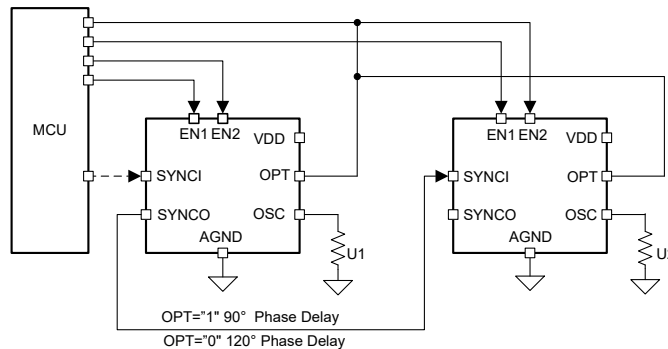 MCU
EN1 EN2
VDD
SYNCI
OPT
SYNCO
OSC
AGND
U1
EN1 EN2
VDD
SYNCI
OPT
SYNCO
OSC
AGND
OPT="1" 90° Phase Delay
OPT="0" 120° Phase Delay